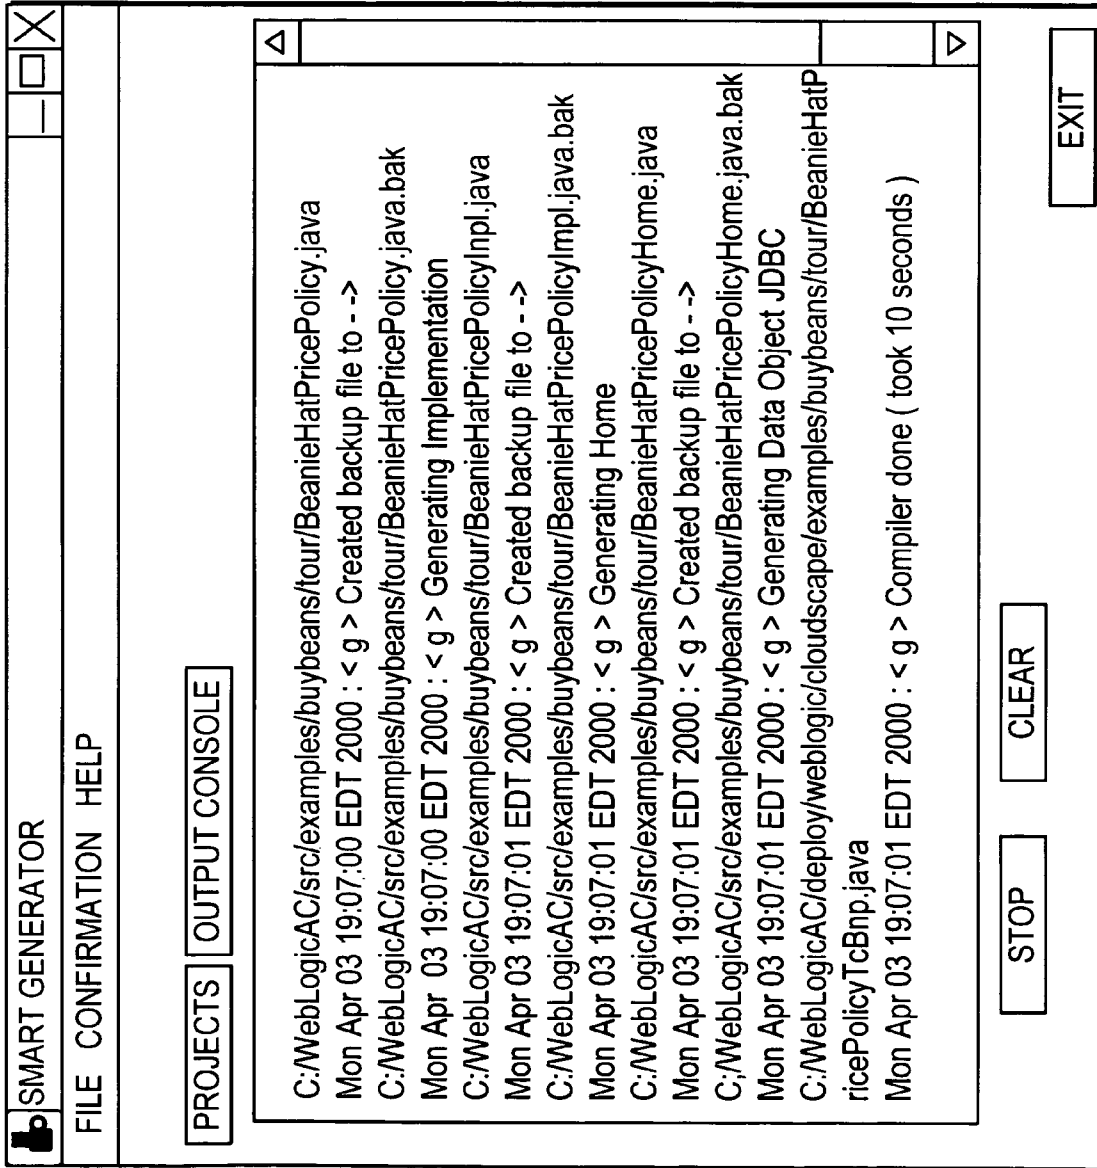 SMART GENERATOR
FILE CONFIRMATION HELP
PROJECTS OUTPUT CONSOLE
C:/WebLogicAC/src/examples/buybeans/tour/BeanieHatPricePolicy.java
Mon Apr 03 19:07:00 EDT 2000 : < g > Created backup file to - ->
C:/WebLogicAC/src/examples/buybeans/tour/BeanieHatPricePolicy.java.bak
Mon Apr 03 19:07:00 EDT 2000 : < g > Generating Implementation
C:/WebLogicAC/src/examples/buybeans/tour/BeanieHatPricePolicyInpl.java
Mon Apr 03 19:07:01 EDT 2000 : < g > Created backup file to - ->
C:/WebLogicAC/src/examples/buybeans/tour/BeanieHatPricePolicyImpl.java.bak
Mon Apr 03 19:07:01 EDT 2000 : < g > Generating Home
C:/WebLogicAC/src/examples/buybeans/tour/BeanieHatPricePolicyHome.java
Mon Apr 03 19:07:01 EDT 2000 : < g > Created backup file to - ->
C;/WebLogicAC/src/examples/buybeans/tour/BeanieHatPricePolicyHome.java.bak
Mon Apr 03 19:07:01 EDT 2000 : < g > Generating Data Object JDBC
C:/WebLogicAC/deploy/weblogic/cloudscape/examples/buybeans/tour/BeanieHatP
ricePolicyTcBnp.java
Mon Apr 03 19:07:01 EDT 2000 : < g > Compiler done ( took 10 seconds )
STOP CLEAR
EXIT